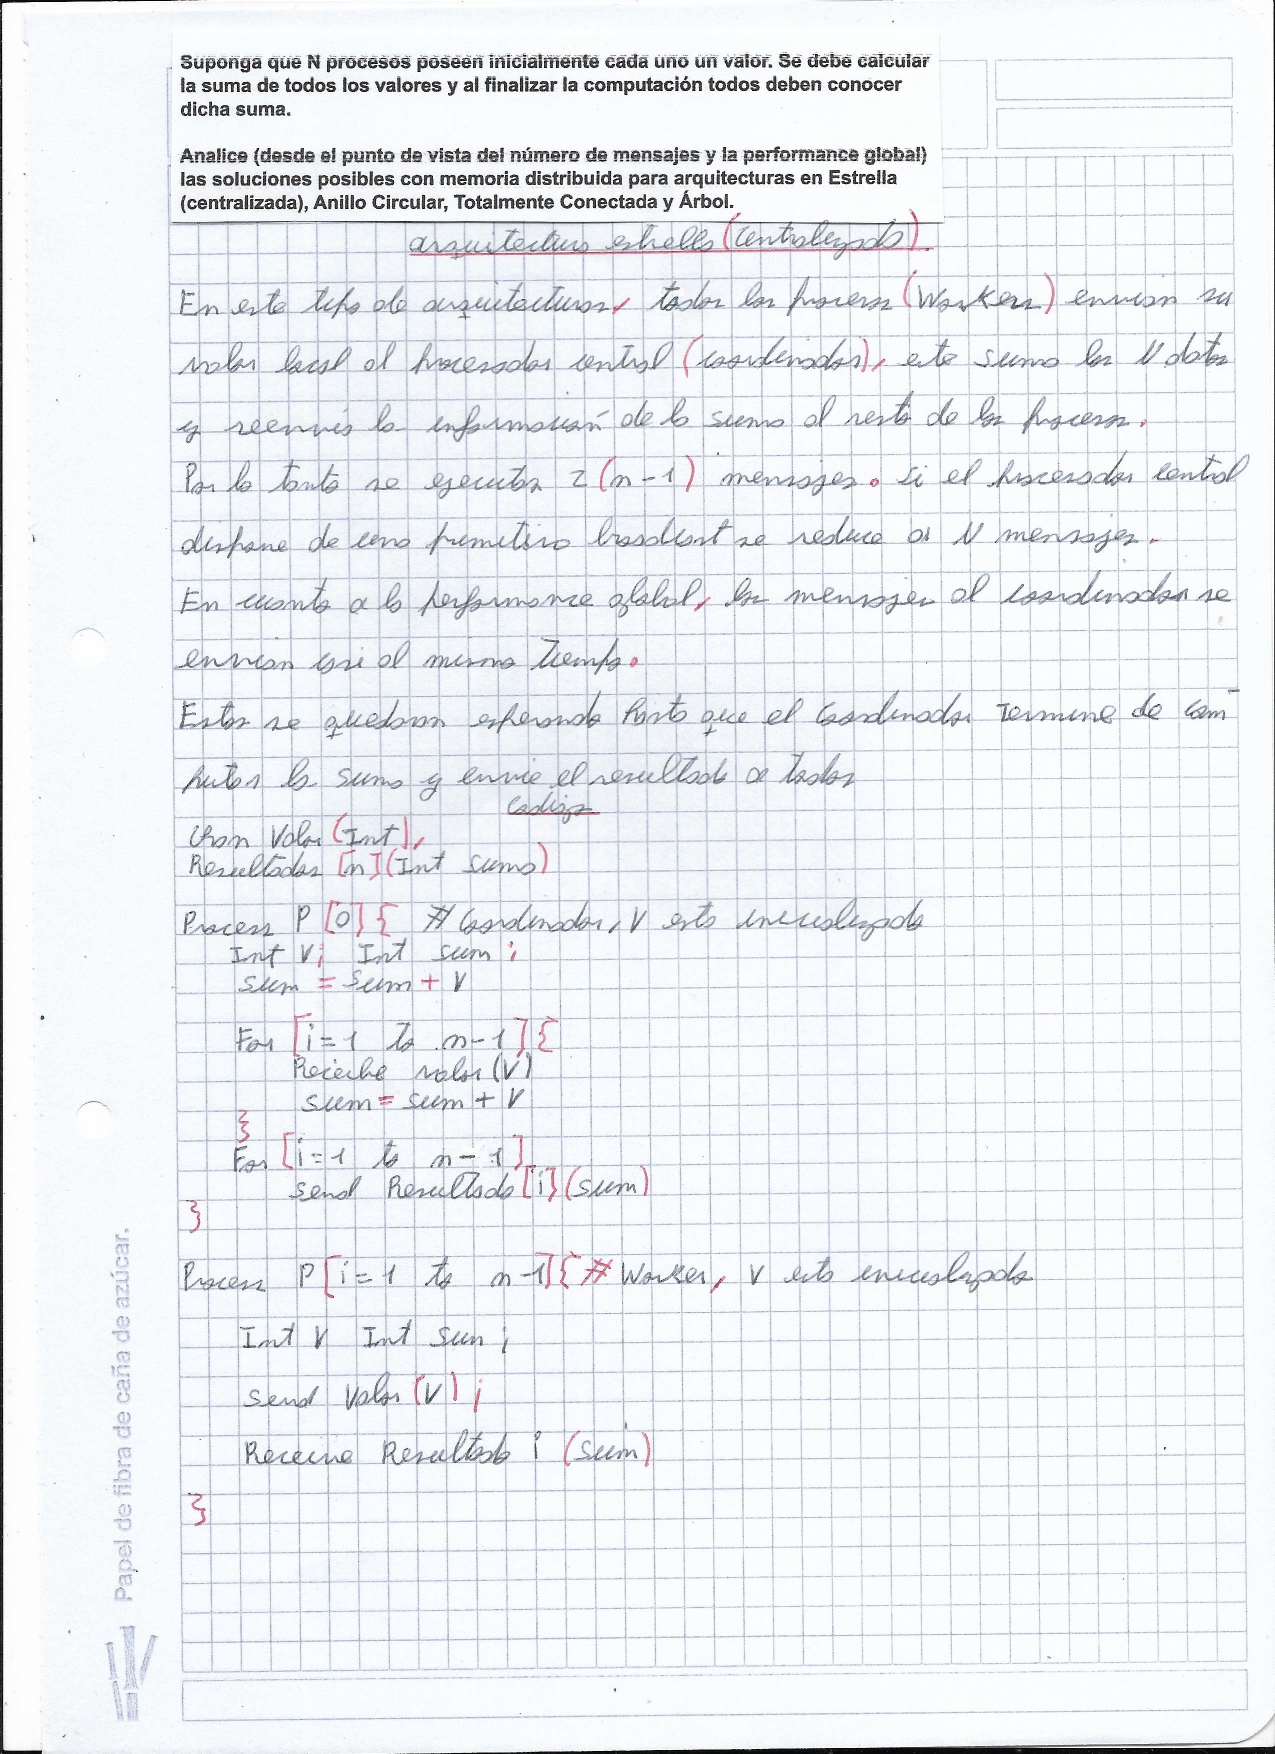 Suponga que N procesos poseen inicialmente cada uno un valor. Se debe calcular
la suma de todos los valores y al finalizar la computación todos deben conocer
dicha suma.
Analice (desde el punto de vista del número de mensajes y la performance global)
las soluciones posibles con memoria distribuida para arquitecturas en Estrella
(centralizada), Anillo Circular, Totalmente Conectada y Árbol.
arquitectura estrella (centralizada).
En este tipo de arquitectura, todos los procesos (Workers) envian su
valor local al procesador central (coordinador), este suma los N datos
y reenvia la información de la suma al resto de los procesos.
Por lo tanto se ejecutan 2(n-1) mensajes. Si el procesador central
dispone de una primitiva broadcast se reduce a N mensajes.
En cuanto a la performance global, los mensajes al coordinador se
envian casi al mismo tiempo.
Estos se quedaran esperando hasta que el Coordinador termine de com-
putar la suma y envie el resultado a todos
Codigo
Chan Valor (Int),
Resultados [n](Int suma)
Process P [0] { # Coordinador, V esta inicializado
Int V; Int sum ;
sum = sum + V
For [i=1 to n-1] {
Receibe valor (V)
sum = sum + V
}
For [i=1 to n-1]
send Resultado [i] (sum)
}
Process P [i=1 to n-1] { # Worker, V esta inicializado
Int V Int sum ;
send Valor (V) ;
Receive Resultado i (sum)
}
Papel de fibra de caña de azúcar.